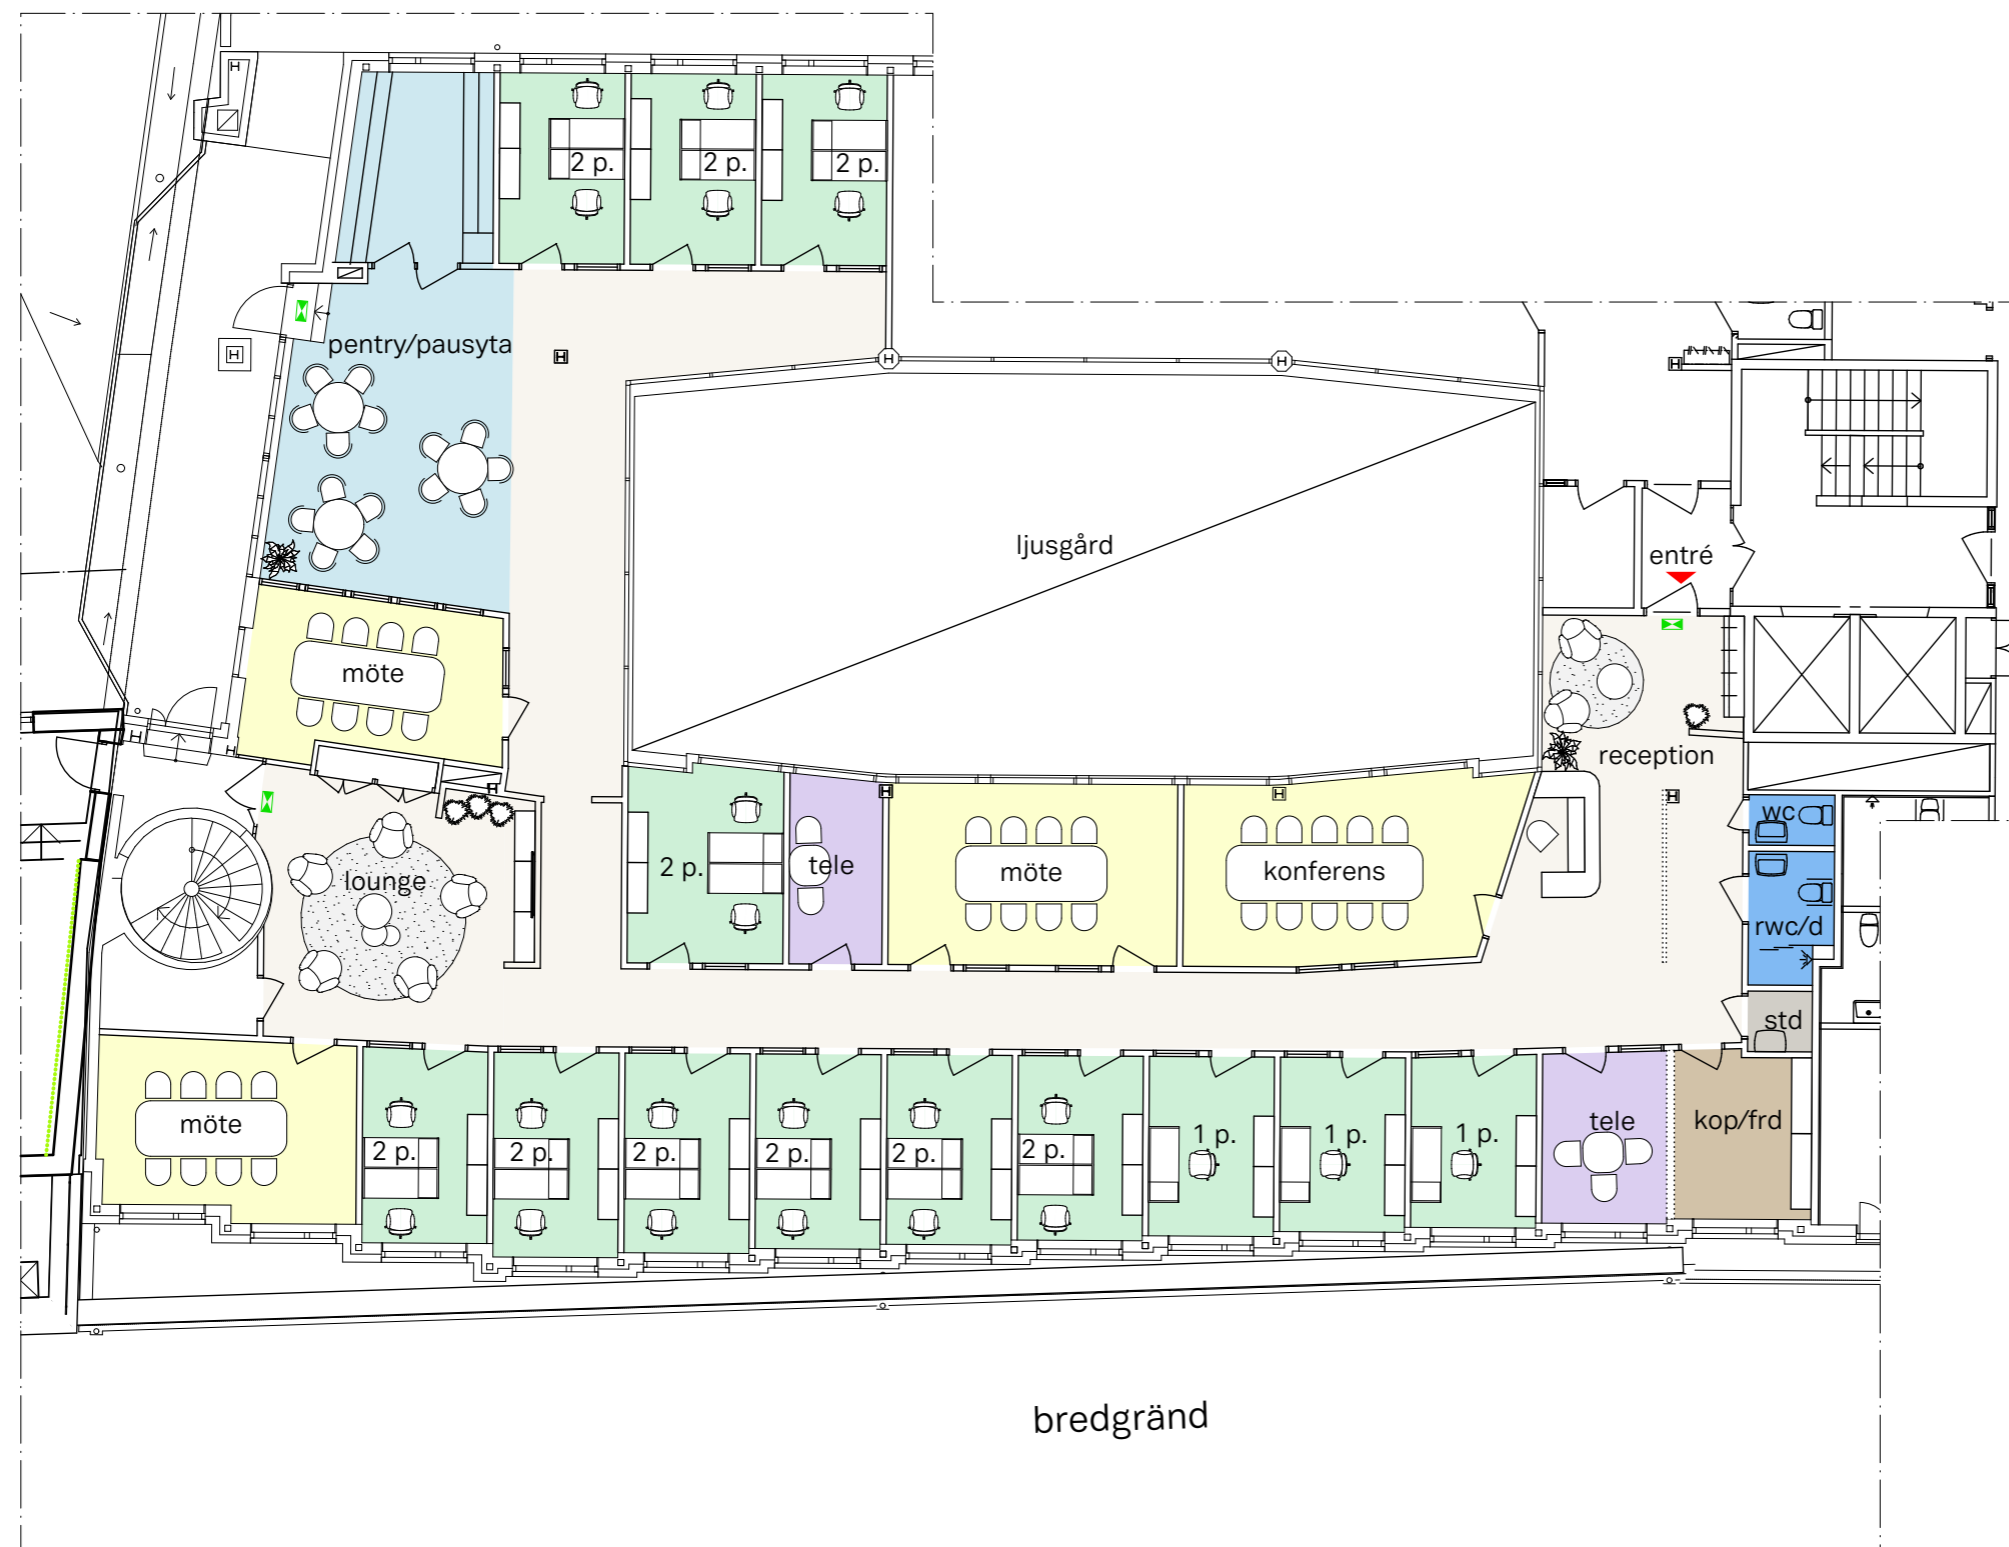 H
2 p.
2 p.
2 p.
pentry/pausyta
H
H
H
H
H
ljusgård
entré
möte
reception
H
H
H
H
H
H
wc
2 p.
tele
möte
konferens
lounge
rwc/d
std
möte
2 p.
2 p.
2 p.
2 p.
2 p.
2 p.
1 p.
1 p.
1 p.
tele
kop/frd
bredgränd